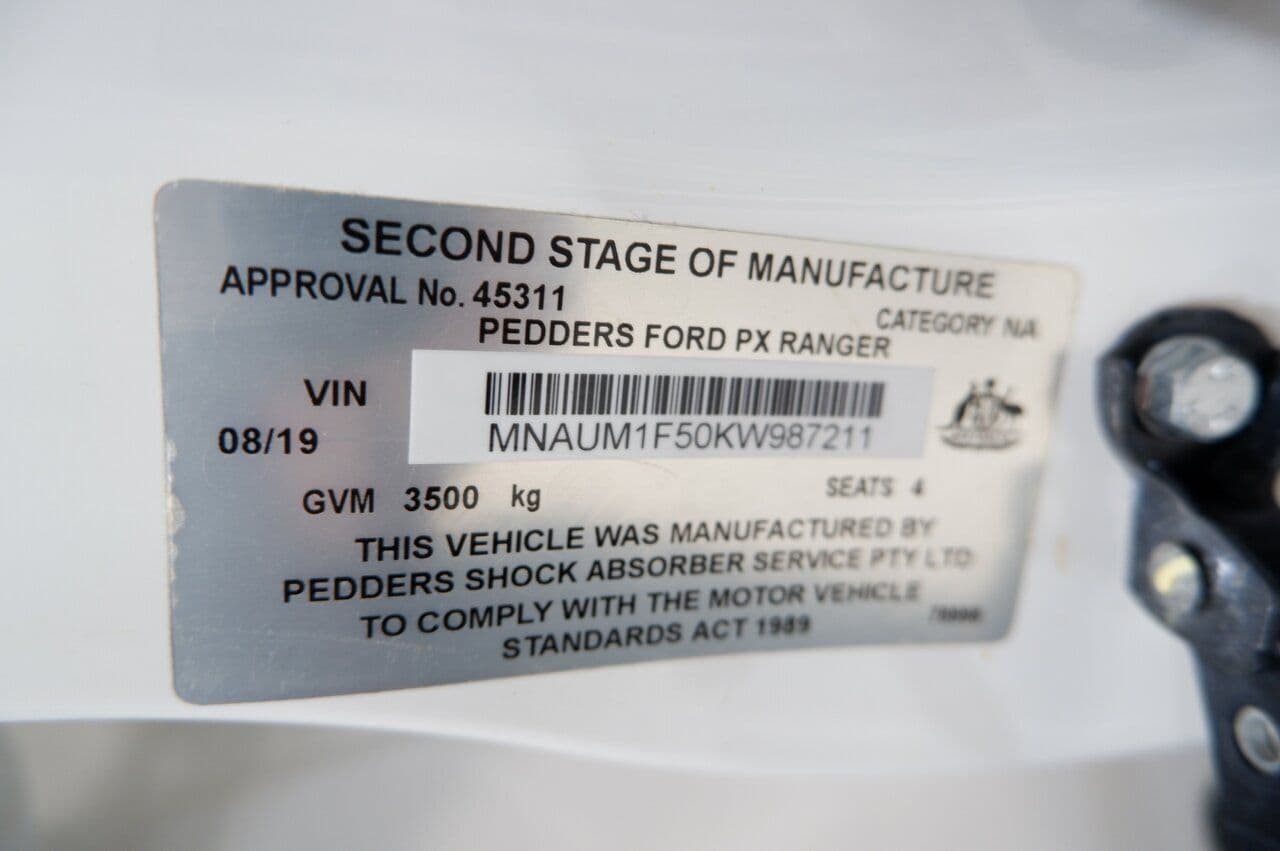 SECOND STAGE OF MANUFACTURE
APPROVAL No. 45311
CATEGORY NA
PEDDERS FORD PX RANGER
VIN
MNAUM1F50KW987211
08/19
GVM 3500 kg
SEATS 4
THIS VEHICLE WAS MANUFACTURED BY
PEDDERS SHOCK ABSORBER SERVICE PTY LTD
TO COMPLY WITH THE MOTOR VEHICLE
STANDARDS ACT 1989